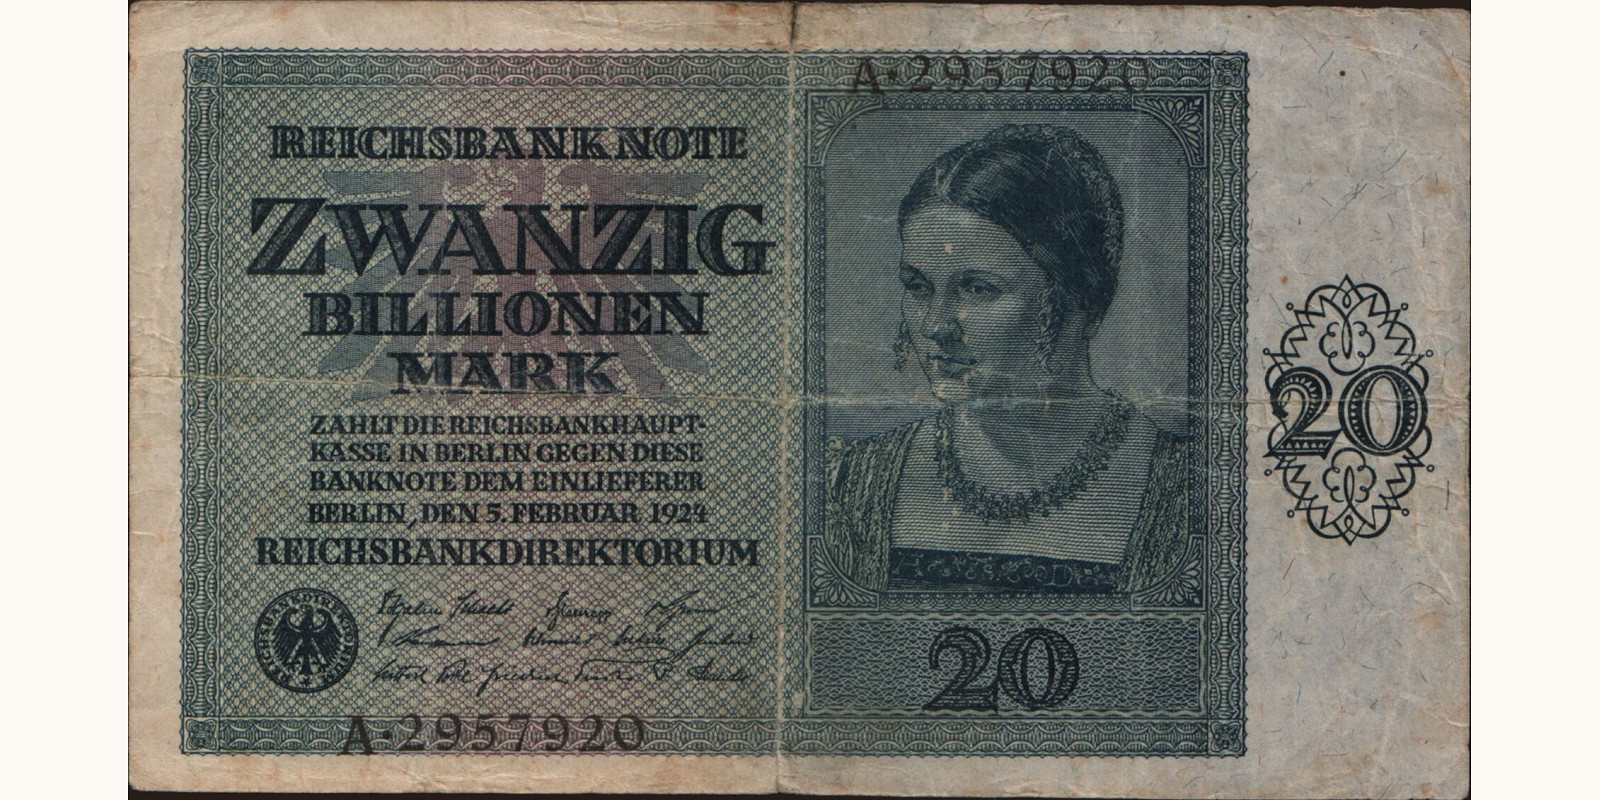 A·2957920
REICHSBANKNOTE
ZWANZIG
BILLIONEN
MARK
ZAHLT DIE REICHSBANKHAUPT-
KASSE IN BERLIN GEGEN DIESE
BANKNOTE DEM EINLIEFERER
BERLIN, DEN 5. FEBRUAR 1924
REICHSBANKDIREKTORIUM
20
20
A·2957920